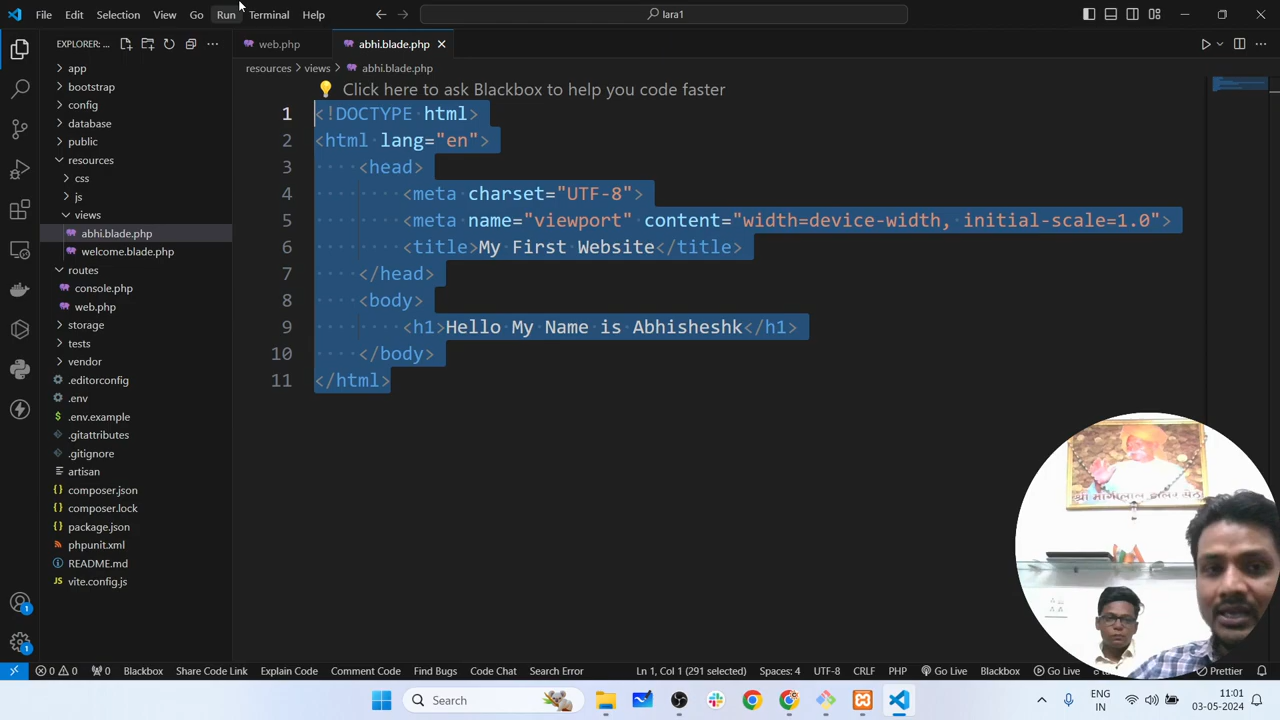 File Edit Selection View Go Run Terminal Help
lara1
EXPLORER: ...
web.php
abhi.blade.php
resources > views > abhi.blade.php
app
bootstrap
config
database
public
resources
css
js
views
abhi.blade.php
welcome.blade.php
routes
console.php
web.php
storage
tests
vendor
.editorconfig
.env
.env.example
.gitattributes
.gitignore
artisan
composer.json
composer.lock
package.json
phpunit.xml
README.md
vite.config.js
Click here to ask Blackbox to help you code faster
1 <!DOCTYPE html>
2 <html lang="en">
3 <head>
4 <meta charset="UTF-8">
5 <meta name="viewport" content="width=device-width, initial-scale=1.0">
6 <title>My First Website</title>
7 </head>
8 <body>
9 <h1>Hello My Name is Abhisheshk</h1>
10 </body>
11 </html>
1
1
0 0 0 Blackbox Share Code Link Explain Code Comment Code Find Bugs Code Chat Search Error Ln 1, Col 1 (291 selected) Spaces: 4 UTF-8 CRLF PHP Go Live Blackbox Go Live Prettier
Search
ENG
IN
11:01
03-05-2024